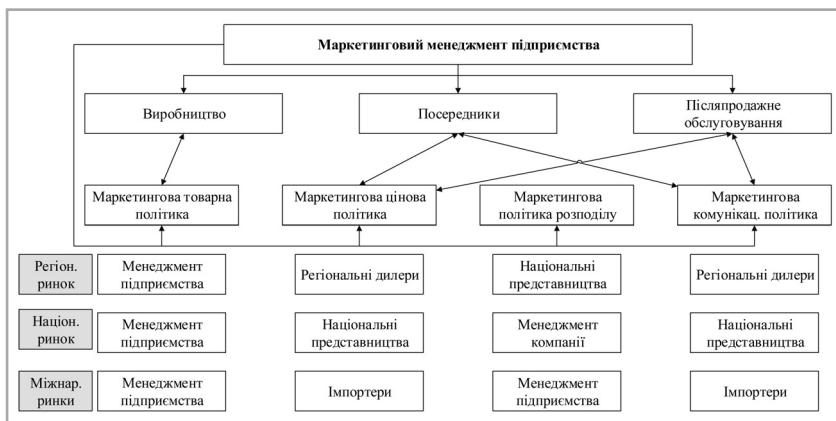 Маркетинговий менеджмент підприємства
Виробництво
Посередники
Післяпродажне
обслуговування
Маркетингова товарна
політика
Маркетингова цінова
політика
Маркетингова
політика розподілу
Маркетингова
комунікац. політика
Регіон.
ринок
Менеджмент
підприємства
Регіональні дилери
Національні
представництва
Регіональні дилери
Націон.
ринок
Менеджмент
підприємства
Національні
представництва
Менеджмент
компанії
Національні
представництва
Міжнар.
ринки
Менеджмент
підприємства
Імпортери
Менеджмент
підприємства
Імпортери